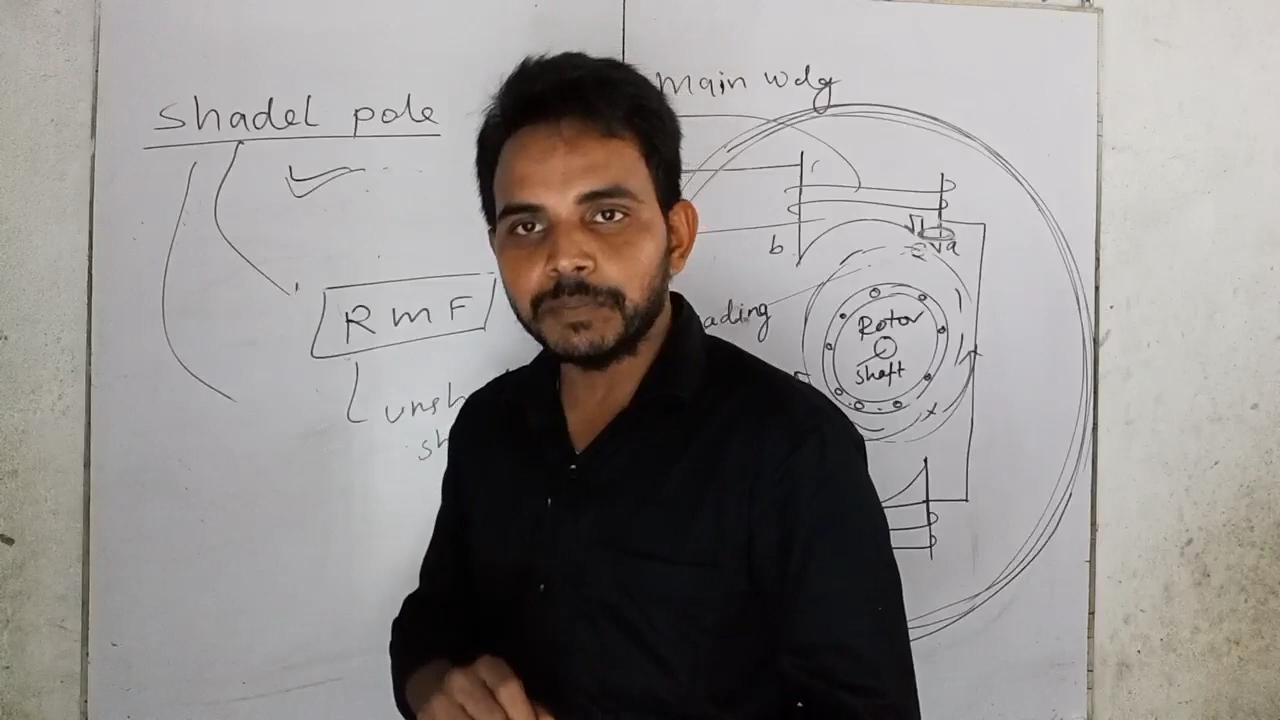 Shadel pole
RMF
Main wdg
b
a
ading
Rotor
shaft